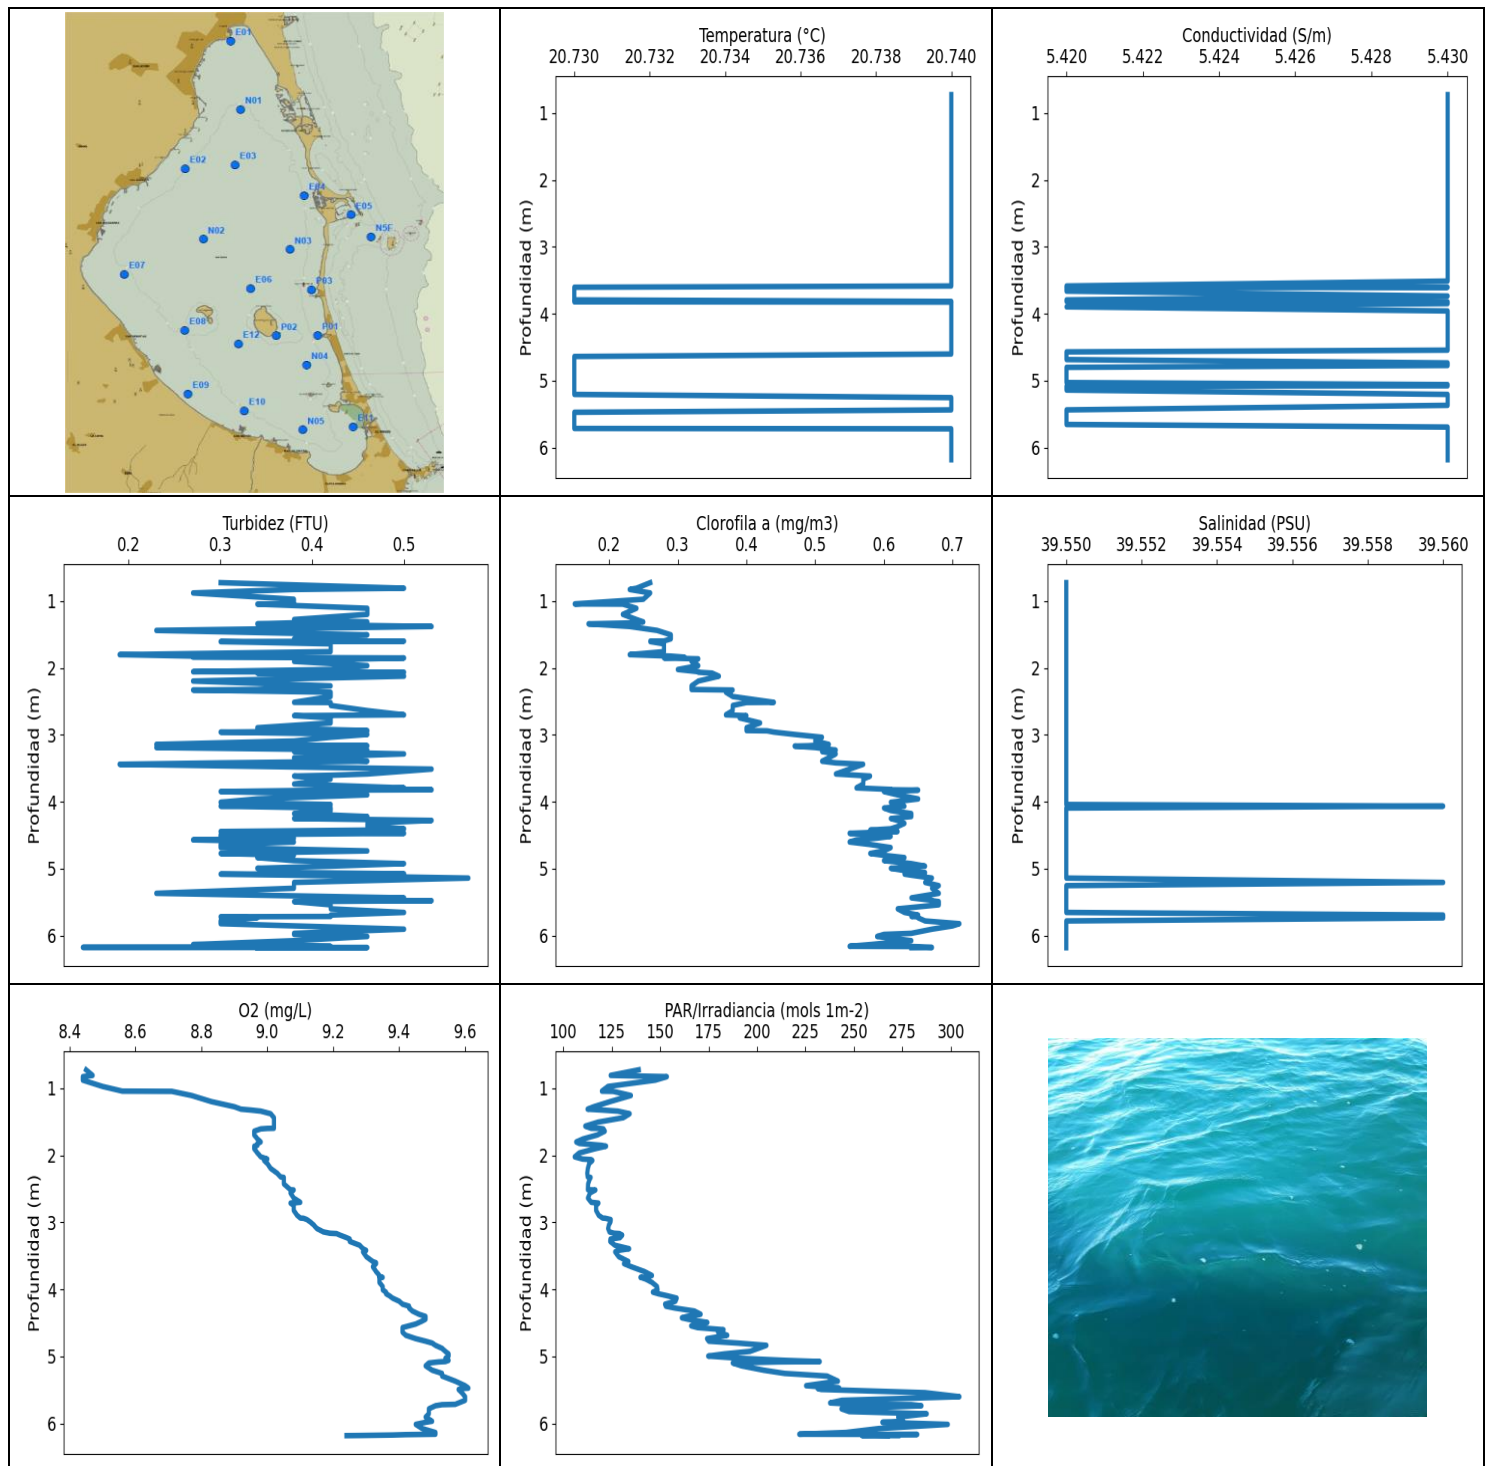 E01
N01
E02
E03
E04
E05
N5F
N02
N03
E07
E06
P03
E08
P02
P01
E12
N04
E09
E10
N05
E11
Temperatura (°C)
20.730 20.732 20.734 20.736 20.738 20.740
Profundidad (m)
1
2
3
4
5
6
Conductividad (S/m)
5.420 5.422 5.424 5.426 5.428 5.430
Profundidad (m)
1
2
3
4
5
6
Turbidez (FTU)
0.2 0.3 0.4 0.5
Profundidad (m)
1
2
3
4
5
6
Clorofila a (mg/m3)
0.2 0.3 0.4 0.5 0.6 0.7
Profundidad (m)
1
2
3
4
5
6
Salinidad (PSU)
39.550 39.552 39.554 39.556 39.558 39.560
Profundidad (m)
1
2
3
4
5
6
O2 (mg/L)
8.4 8.6 8.8 9.0 9.2 9.4 9.6
Profundidad (m)
1
2
3
4
5
6
PAR/Irradiancia (mols 1m-2)
100 125 150 175 200 225 250 275 300
Profundidad (m)
1
2
3
4
5
6